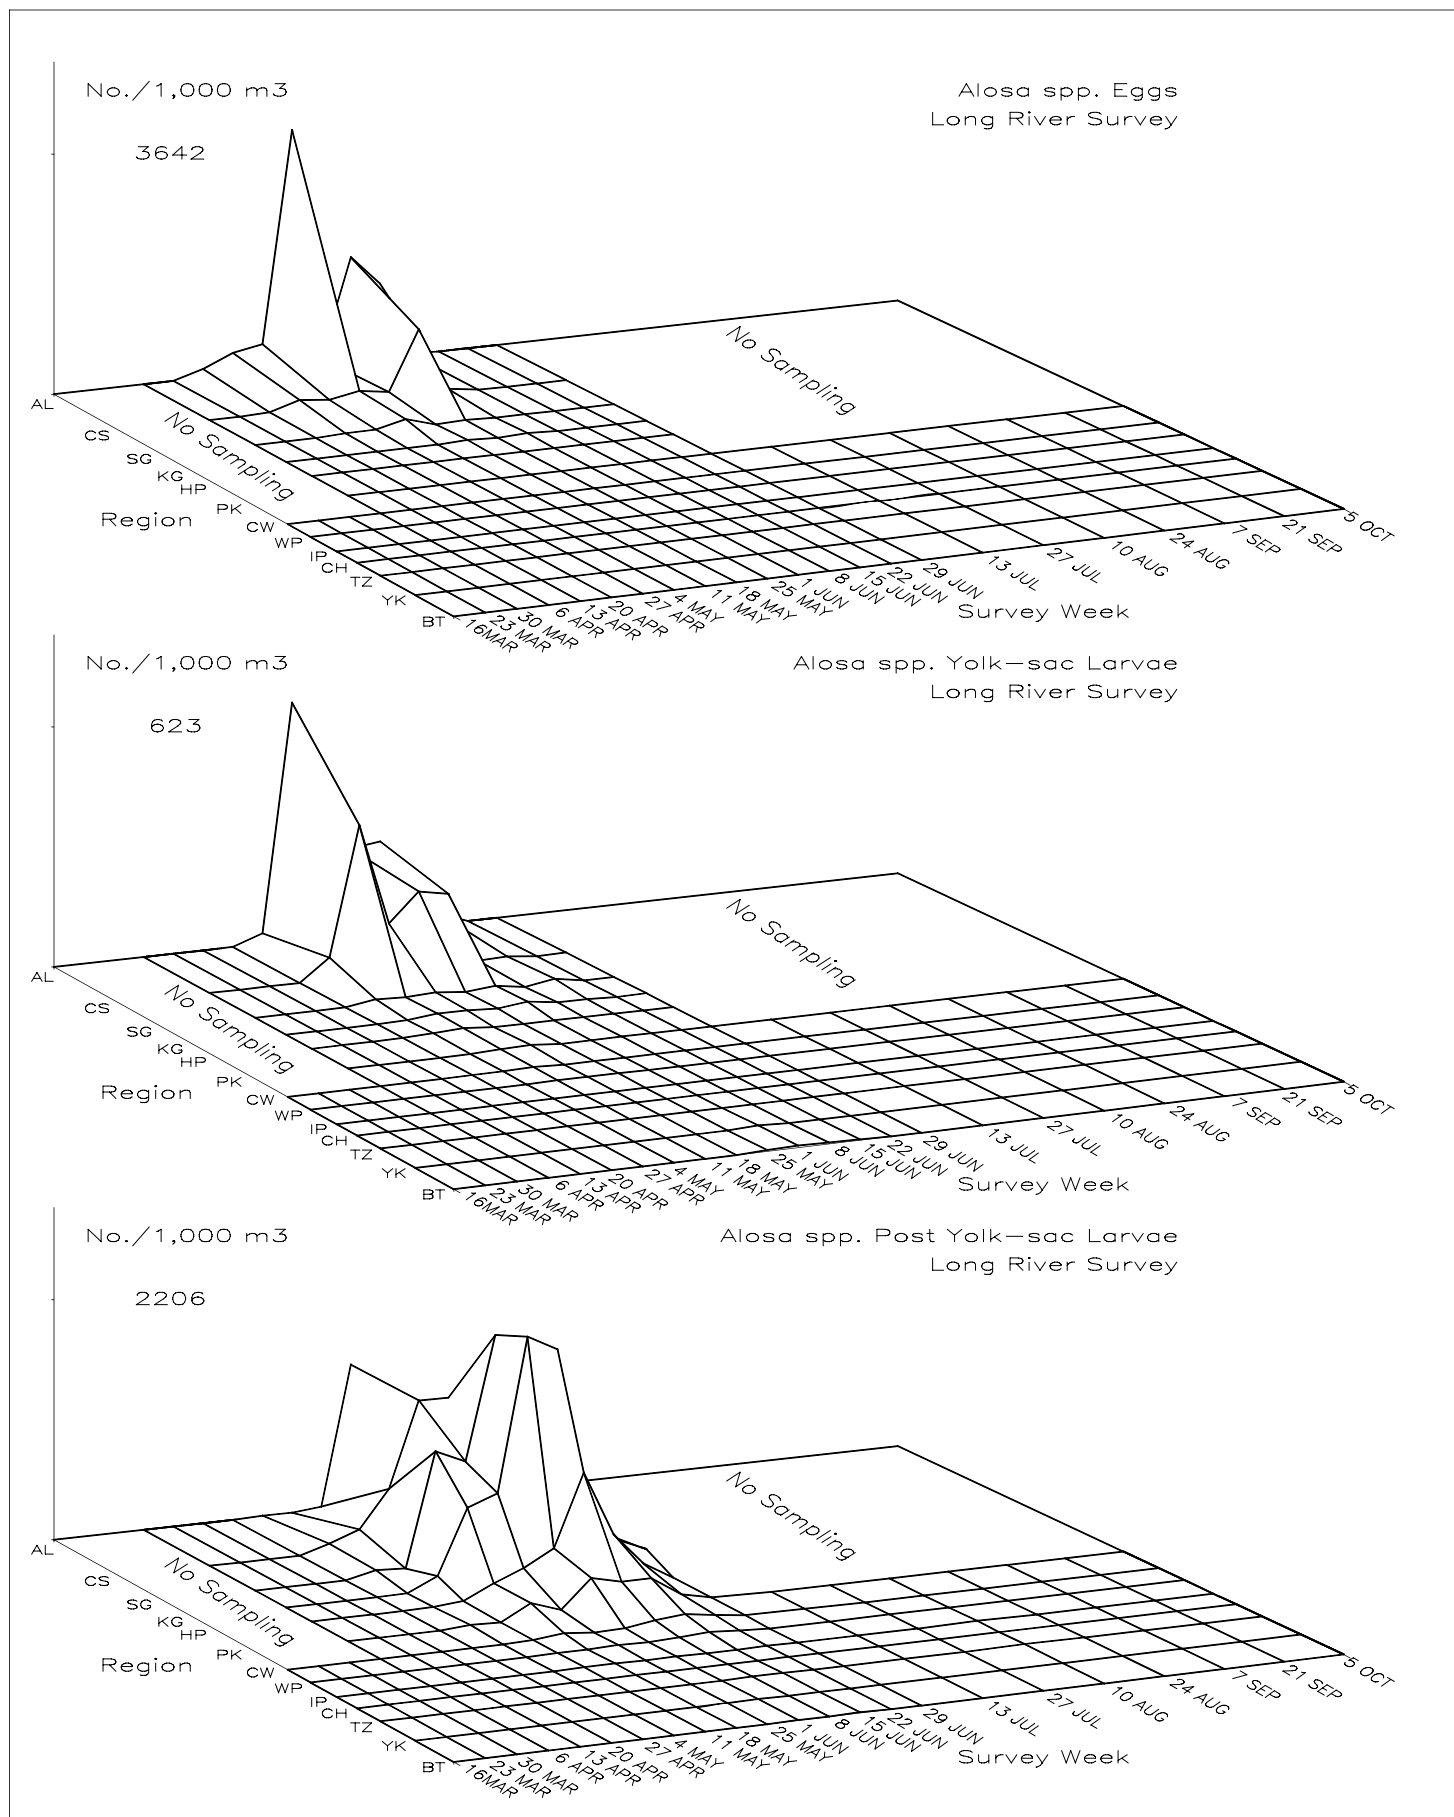 No./1,000 m3
Alosa spp. Eggs
Long River Survey
3642
No Sampling
AL
CS
SG
KG
HP
PK
CW
WP
IP
CH
TZ
YK
BT
No Sampling
Region
16MAR
23 MAR
30 MAR
6 APR
13 APR
20 APR
27 APR
4 MAY
11 MAY
18 MAY
25 MAY
1 JUN
8 JUN
15 JUN
22 JUN
29 JUN
13 JUL
27 JUL
10 AUG
24 AUG
7 SEP
21 SEP
5 OCT
Survey Week
No./1,000 m3
Alosa spp. Yolk-sac Larvae
Long River Survey
623
No Sampling
AL
CS
SG
KG
HP
PK
CW
WP
IP
CH
TZ
YK
BT
No Sampling
Region
16MAR
23 MAR
30 MAR
6 APR
13 APR
20 APR
27 APR
4 MAY
11 MAY
18 MAY
25 MAY
1 JUN
8 JUN
15 JUN
22 JUN
29 JUN
13 JUL
27 JUL
10 AUG
24 AUG
7 SEP
21 SEP
5 OCT
Survey Week
No./1,000 m3
Alosa spp. Post Yolk-sac Larvae
Long River Survey
2206
No Sampling
AL
CS
SG
KG
HP
PK
CW
WP
IP
CH
TZ
YK
BT
No Sampling
Region
16MAR
23 MAR
30 MAR
6 APR
13 APR
20 APR
27 APR
4 MAY
11 MAY
18 MAY
25 MAY
1 JUN
8 JUN
15 JUN
22 JUN
29 JUN
13 JUL
27 JUL
10 AUG
24 AUG
7 SEP
21 SEP
5 OCT
Survey Week